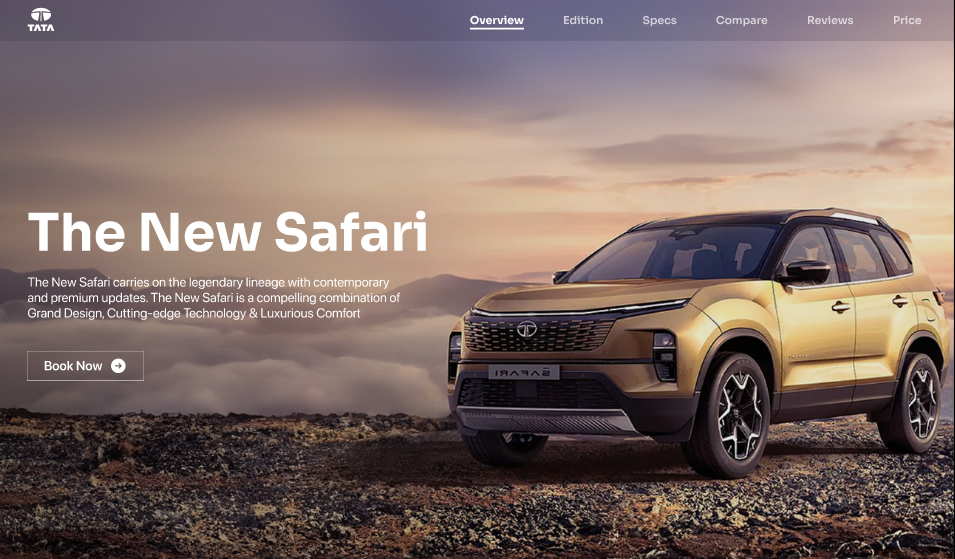 TATA
Overview Edition Specs Compare Reviews Price
The New Safari
The New Safari carries on the legendary lineage with contemporary
and premium updates. The New Safari is a compelling combination of
Grand Design, Cutting-edge Technology & Luxurious Comfort
Book Now
SAFARI